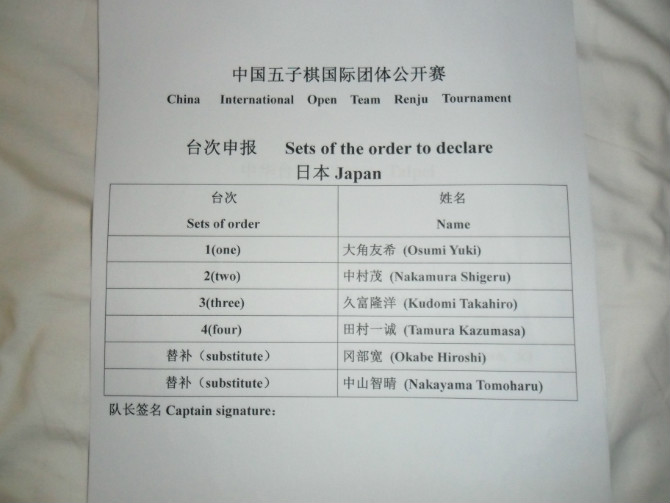 中国五子棋国际团体公开赛
China International Open Team Renju Tournament
台次申报 Sets of the order to declare
日本 Japan
台次 姓名
Sets of order Name
1(one) 大角友希 (Osumi Yuki)
2(two) 中村茂 (Nakamura Shigeru)
3(three) 久富隆洋 (Kudomi Takahiro)
4(four) 田村一诚 (Tamura Kazumasa)
替补（substitute） 冈部宽 (Okabe Hiroshi)
替补（substitute） 中山智晴 (Nakayama Tomoharu)
队长签名 Captain signature：